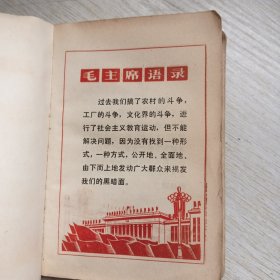 毛主席语录
过去我们搞了农村的斗争，
工厂的斗争，文化界的斗争，进
行了社会主义教育运动，但不能
解决问题，因为没有找到一种形
式，一种方式，公开地、全面地、
由下而上地发动广大群众来揭发
我们的黑暗面。